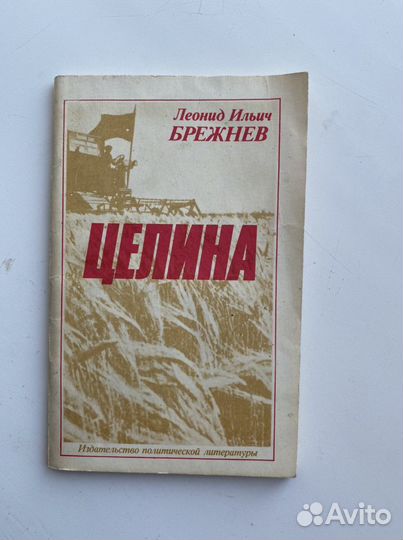 Леонид Ильич
БРЕЖНЕВ
ЦЕЛИНА
Издательство политической литературы
Avito